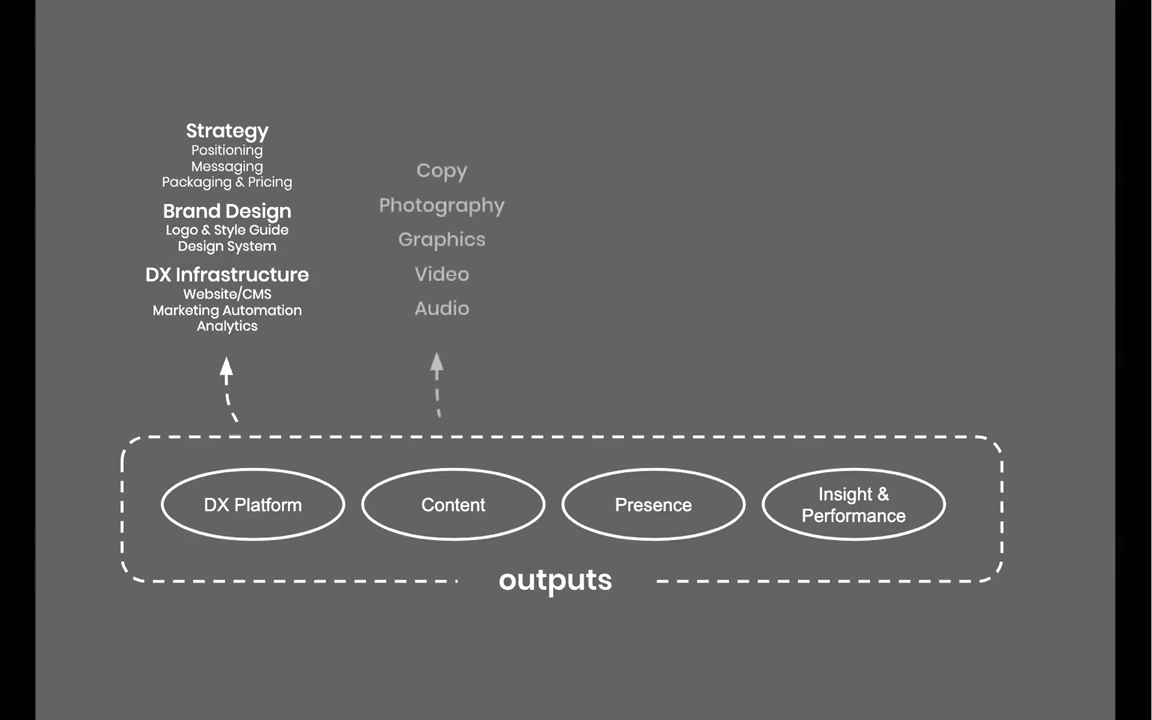 Strategy
Positioning
Messaging
Packaging & Pricing
Brand Design
Logo & Style Guide
Design System
DX Infrastructure
Website/CMS
Marketing Automation
Analytics
Copy
Photography
Graphics
Video
Audio
DX Platform
Content
Presence
Insight &
Performance
outputs